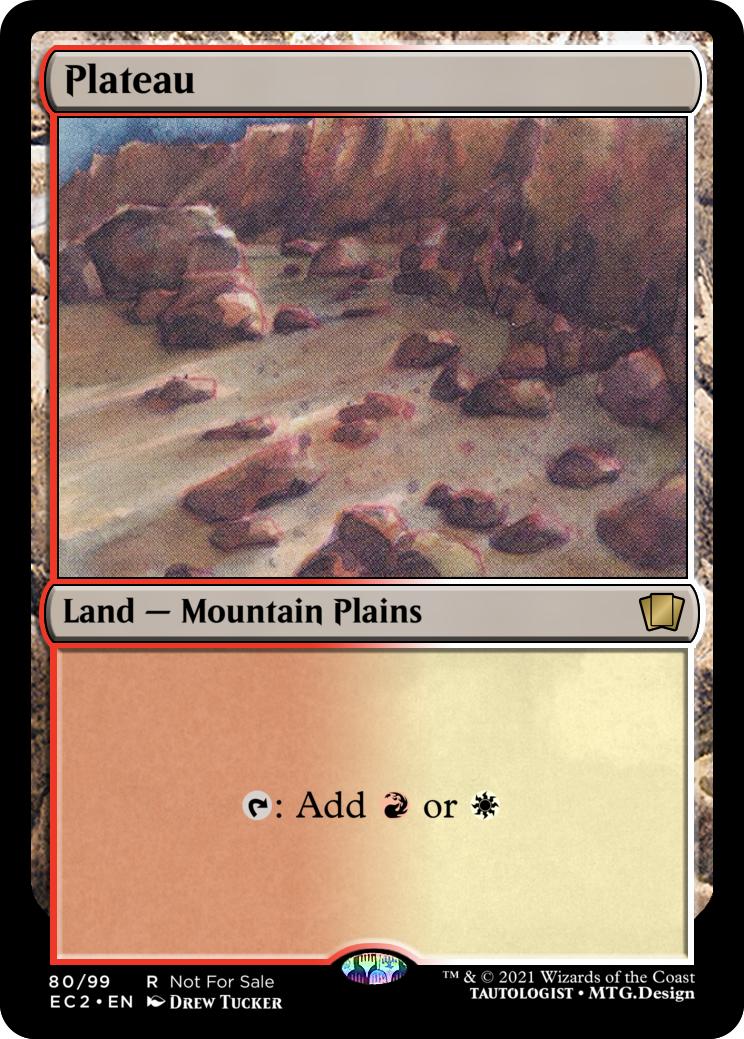 Plateau
Land — Mountain Plains
: Add or
80/99 R Not For Sale
EC2 • EN DREW TUCKER
™ & © 2021 Wizards of the Coast
TAUTOLOGIST • MTG.Design